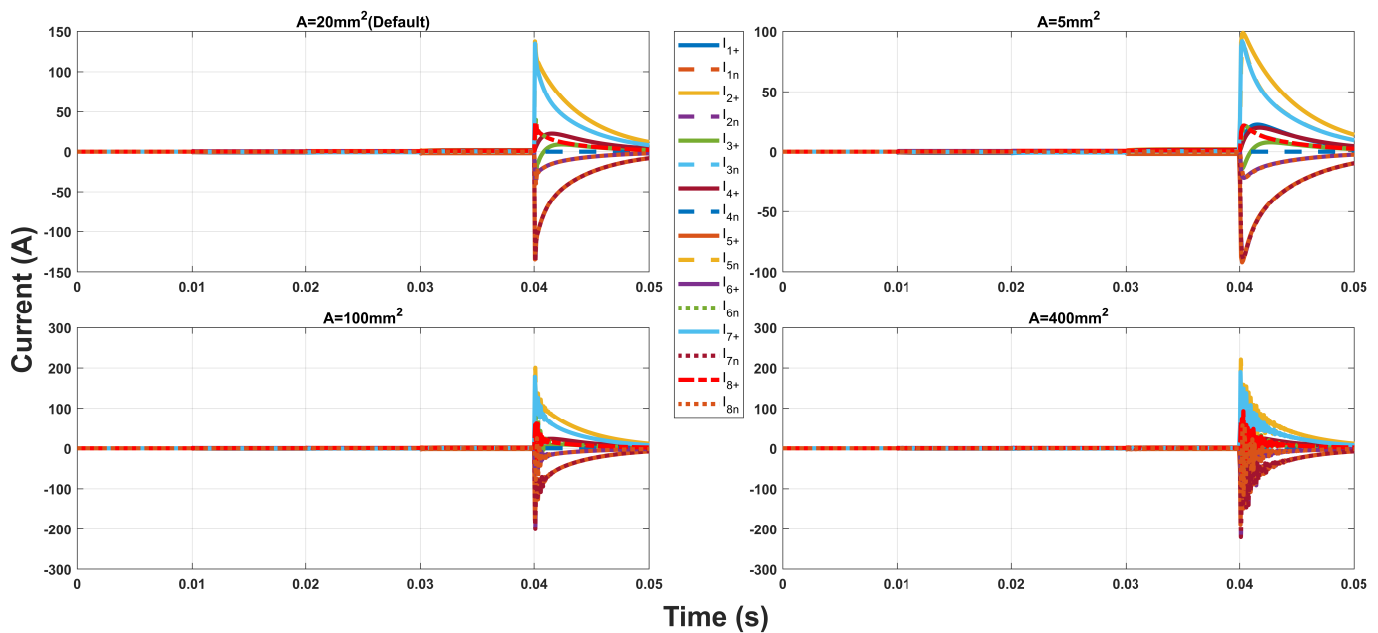 A=20mm²(Default)
150
100
50
0
-50
-100
-150
0
0.01
0.02
0.03
0.04
0.05
A=5mm²
100
50
0
-50
-100
0
0.01
0.02
0.03
0.04
0.05
I1+
I1n
I2+
I2n
I3+
I3n
I4+
I4n
I5+
I5n
I6+
I6n
I7+
I7n
I8+
I8n
Current (A)
A=100mm²
300
200
100
0
-100
-200
-300
0
0.01
0.02
0.03
0.04
0.05
A=400mm²
300
200
100
0
-100
-200
-300
0
0.01
0.02
0.03
0.04
0.05
Time (s)